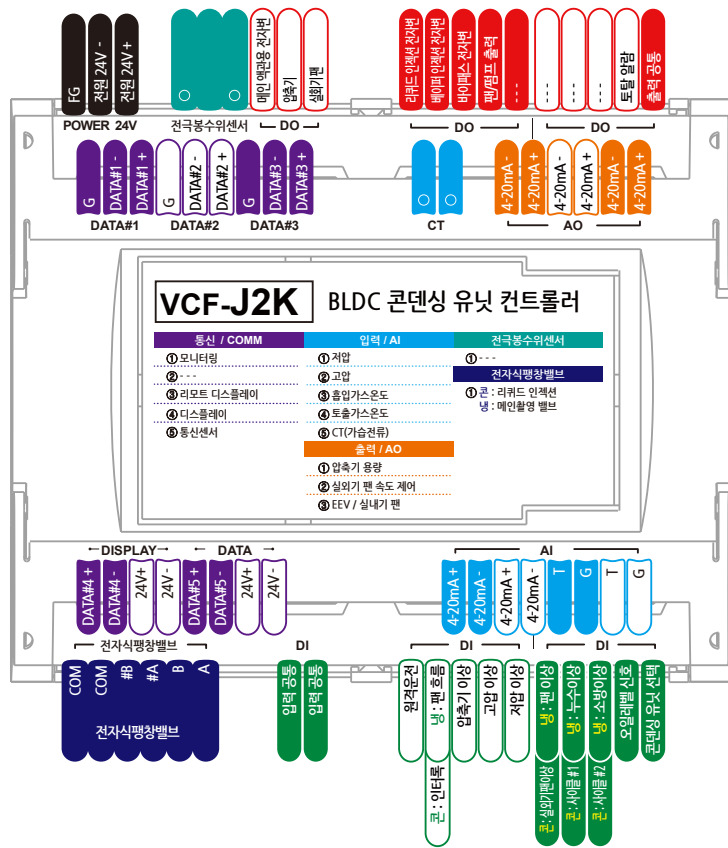 FG
전원 24V -
전원 24V +
메인 액관용 전자변
압축기
실외기 팬
리퀴드 인젝션 전자변
베이퍼 인젝션 전자변
바이패스 전자변
팬/펌프 출력
- - -
- - -
- - -
- - -
토탈 알람
출력 공통
POWER 24V
전극봉수위센서
DO
DO
DO
G
DATA#1 -
DATA#1 +
G
DATA#2 -
DATA#2 +
G
DATA#3 -
DATA#3 +
4-20mA -
4-20mA +
4-20mA -
4-20mA +
4-20mA -
4-20mA +
DATA#1
DATA#2
DATA#3
CT
AO
VCF-J2K
BLDC 콘덴싱 유닛 컨트롤러
통신 / COMM
① 모니터링
② - - -
③ 리모트 디스플레이
④ 디스플레이
⑤ 통신센서
입력 / AI
① 저압
② 고압
③ 흡입가스온도
④ 토출가스온도
⑤ CT(가습전류)
출력 / AO
① 압축기 용량
② 실외기 팬 속도 제어
③ EEV / 실내기 팬
전극봉수위센서
① - - -
전자식팽창밸브
① 콘 : 리퀴드 인젝션
냉 : 메인촬영 밸브
DISPLAY
DATA
AI
DATA#4 +
DATA#4 -
24V+
24V-
DATA#5 +
DATA#5 -
24V+
24V-
4-20mA +
4-20mA -
4-20mA +
4-20mA -
T
G
T
G
전자식팽창밸브
DI
DI
DI
COM
COM
#B
#A
B
A
전자식팽창밸브
입력 공통
입력 공통
원격운전
냉 : 팬 흐름
콘 : 인터록
압축기 이상
고압 이상
저압 이상
냉 : 팬 이상
콘 : 실외기팬이상
냉 : 누수이상
콘 : 사이클 #1
냉 : 소방이상
콘 : 사이클 #2
오일레벨 신호
콘덴싱 유닛 선택